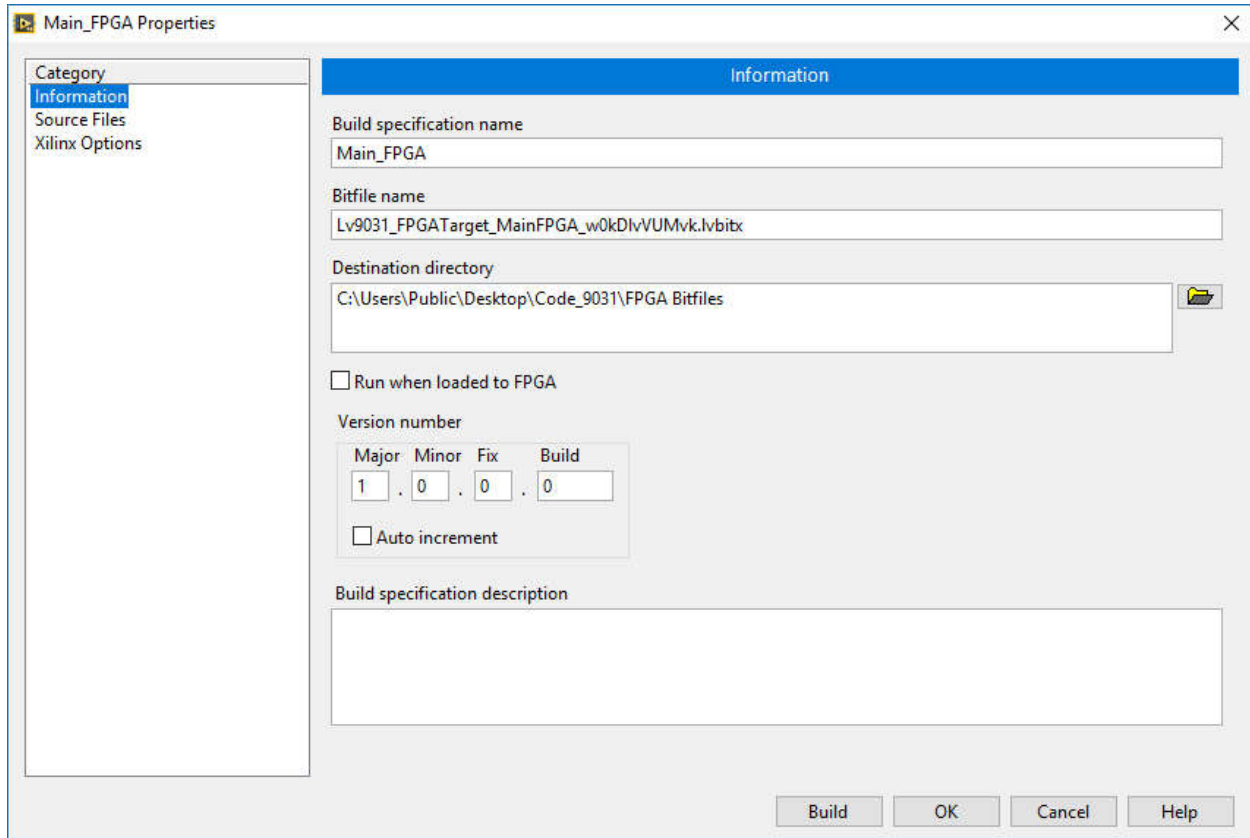 Main_FPGA Properties
Category
Information
Source Files
Xilinx Options
Information
Build specification name
Main_FPGA
Bitfile name
Lv9031_FPGATarget_MainFPGA_w0kDlvVUMvk.lvbitx
Destination directory
C:\Users\Public\Desktop\Code_9031\FPGA Bitfiles
Run when loaded to FPGA
Version number
Major Minor Fix Build
1 . 0 . 0 . 0
Auto increment
Build specification description
Build OK Cancel Help